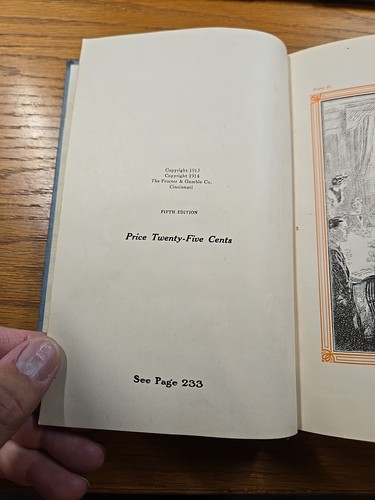 Copyright 1913
Copyright 1914
The Procter & Gamble Co.
Cincinnati
FIFTH EDITION
Price Twenty-Five Cents
See Page 233